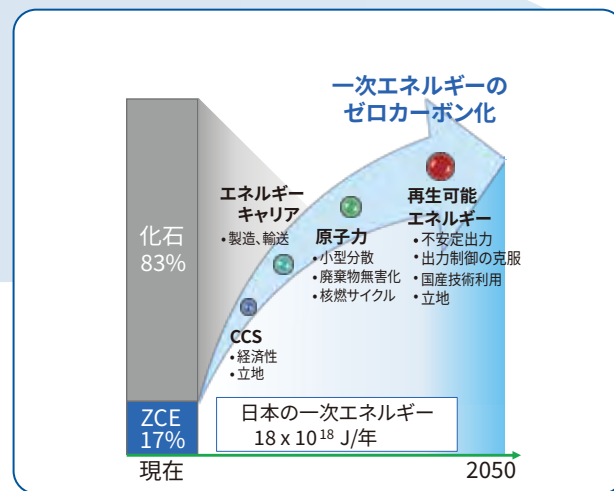 一次エネルギーの
ゼロカーボン化
化石
83%
ZCE
17%
エネルギー
キャリア
•製造、輸送
CCS
•経済性
•立地
原子力
•小型分散
•廃棄物無害化
•核燃サイクル
再生可能
エネルギー
•不安定出力
•出力制御の克服
•国産技術利用
•立地
日本の一次エネルギー
18 x 10¹⁸ J/年
現在
2050